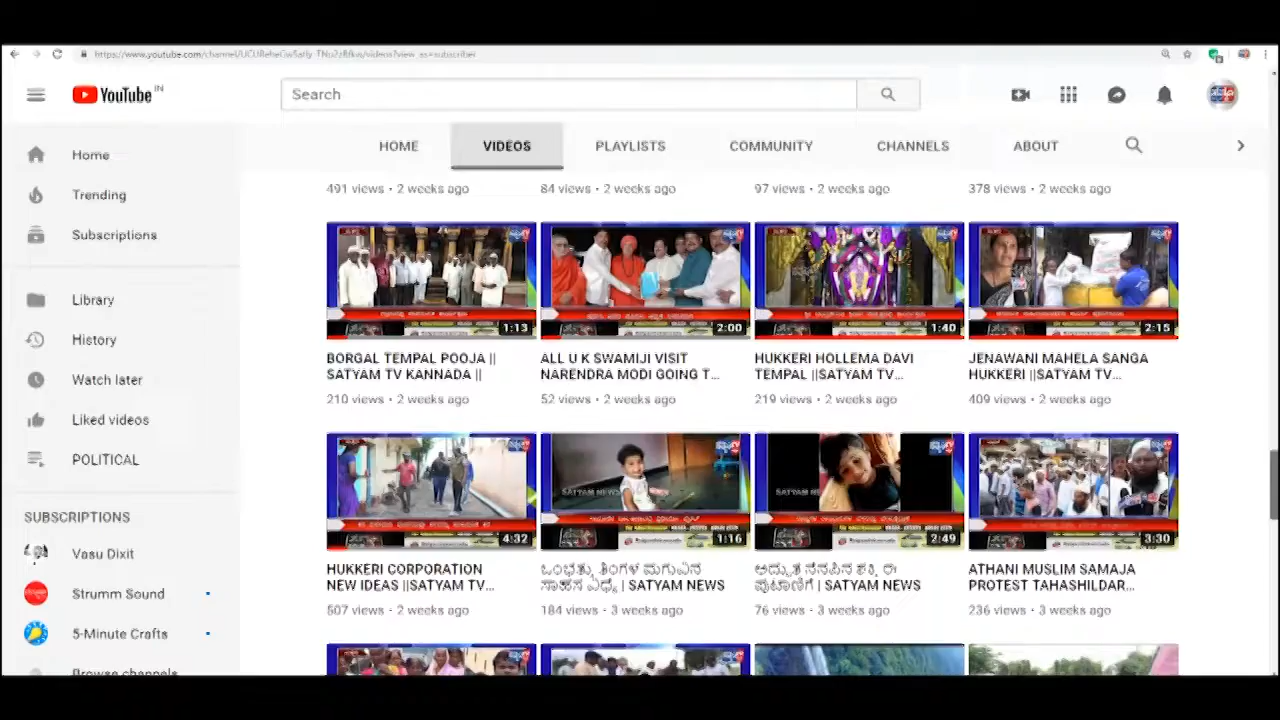 YouTube IN
Search
HOME
VIDEOS
PLAYLISTS
COMMUNITY
CHANNELS
ABOUT
Home
Trending
Subscriptions
Library
History
Watch later
Liked videos
POLITICAL
SUBSCRIPTIONS
Vasu Dixit
Strumm Sound
5-Minute Crafts
Browse channels
491 views • 2 weeks ago
84 views • 2 weeks ago
97 views • 2 weeks ago
378 views • 2 weeks ago
1:13
2:00
1:40
2:15
BORGAL TEMPAL POOJA ||
SATYAM TV KANNADA ||
210 views • 2 weeks ago
ALL U K SWAMIJI VISIT
NARENDRA MODI GOING T...
52 views • 2 weeks ago
HUKKERI HOLLEMA DAVI
TEMPAL ||SATYAM TV...
219 views • 2 weeks ago
JENAWANI MAHELA SANGA
HUKKERI ||SATYAM TV...
409 views • 2 weeks ago
4:32
SATYAM NEWS
1:16
SATYAM NEWS
2:49
3:30
HUKKERI CORPORATION
NEW IDEAS ||SATYAM TV...
507 views • 2 weeks ago
ಒಂಭತ್ತು ತಿಂಗಳ ಮಗುವಿನ
ಸಾಹಸ ವಿದ್ಯೆ | SATYAM NEWS
184 views • 3 weeks ago
ಅದ್ಭುತ ನೆನಪಿನ ಶಕ್ತಿ ಈ
ಪುಟಾಣಿಗೆ | SATYAM NEWS
76 views • 3 weeks ago
ATHANI MUSLIM SAMAJA
PROTEST TAHASHILDAR...
236 views • 3 weeks ago